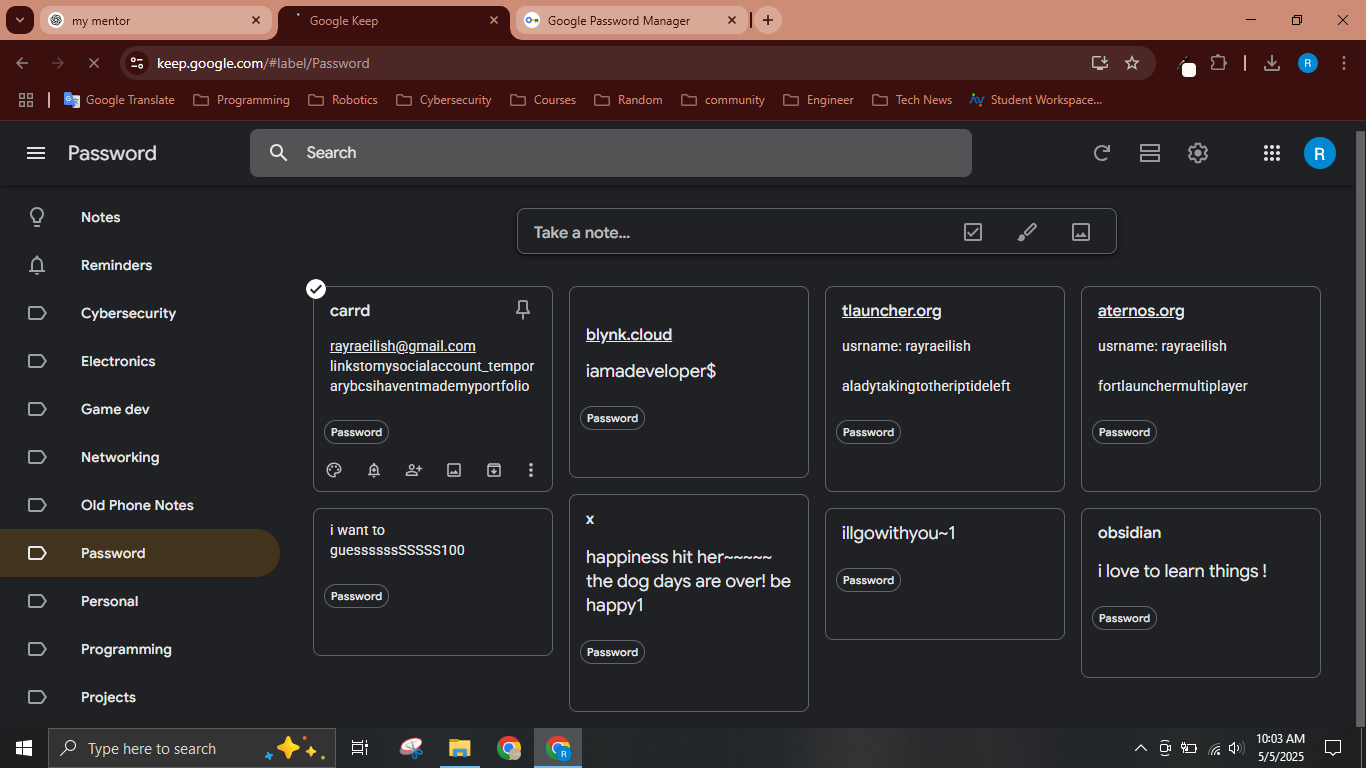 my mentor
Google Keep
Google Password Manager
keep.google.com/#label/Password
R
Google Translate
Programming
Robotics
Cybersecurity
Courses
Random
community
Engineer
Tech News
Student Workspace...
Password
Search
R
Notes
Reminders
Cybersecurity
Electronics
Game dev
Networking
Old Phone Notes
Password
Personal
Programming
Projects
Take a note...
carrd
rayraeilish@gmail.com
linkstomysocialaccount_tempor
arybcsihaventmademyportfolio
Password
blynk.cloud
iamadeveloper$
Password
tlauncher.org
usrname: rayraeilish
aladytakingtotheriptideleft
Password
aternos.org
usrname: rayraeilish
fortlaunchermultiplayer
Password
i want to
guesssssssSSSSS100
Password
x
happiness hit her~~~~~
the dog days are over! be
happy1
Password
illgowithyou~1
Password
obsidian
i love to learn things !
Password
Type here to search
R
10:03 AM
5/5/2025